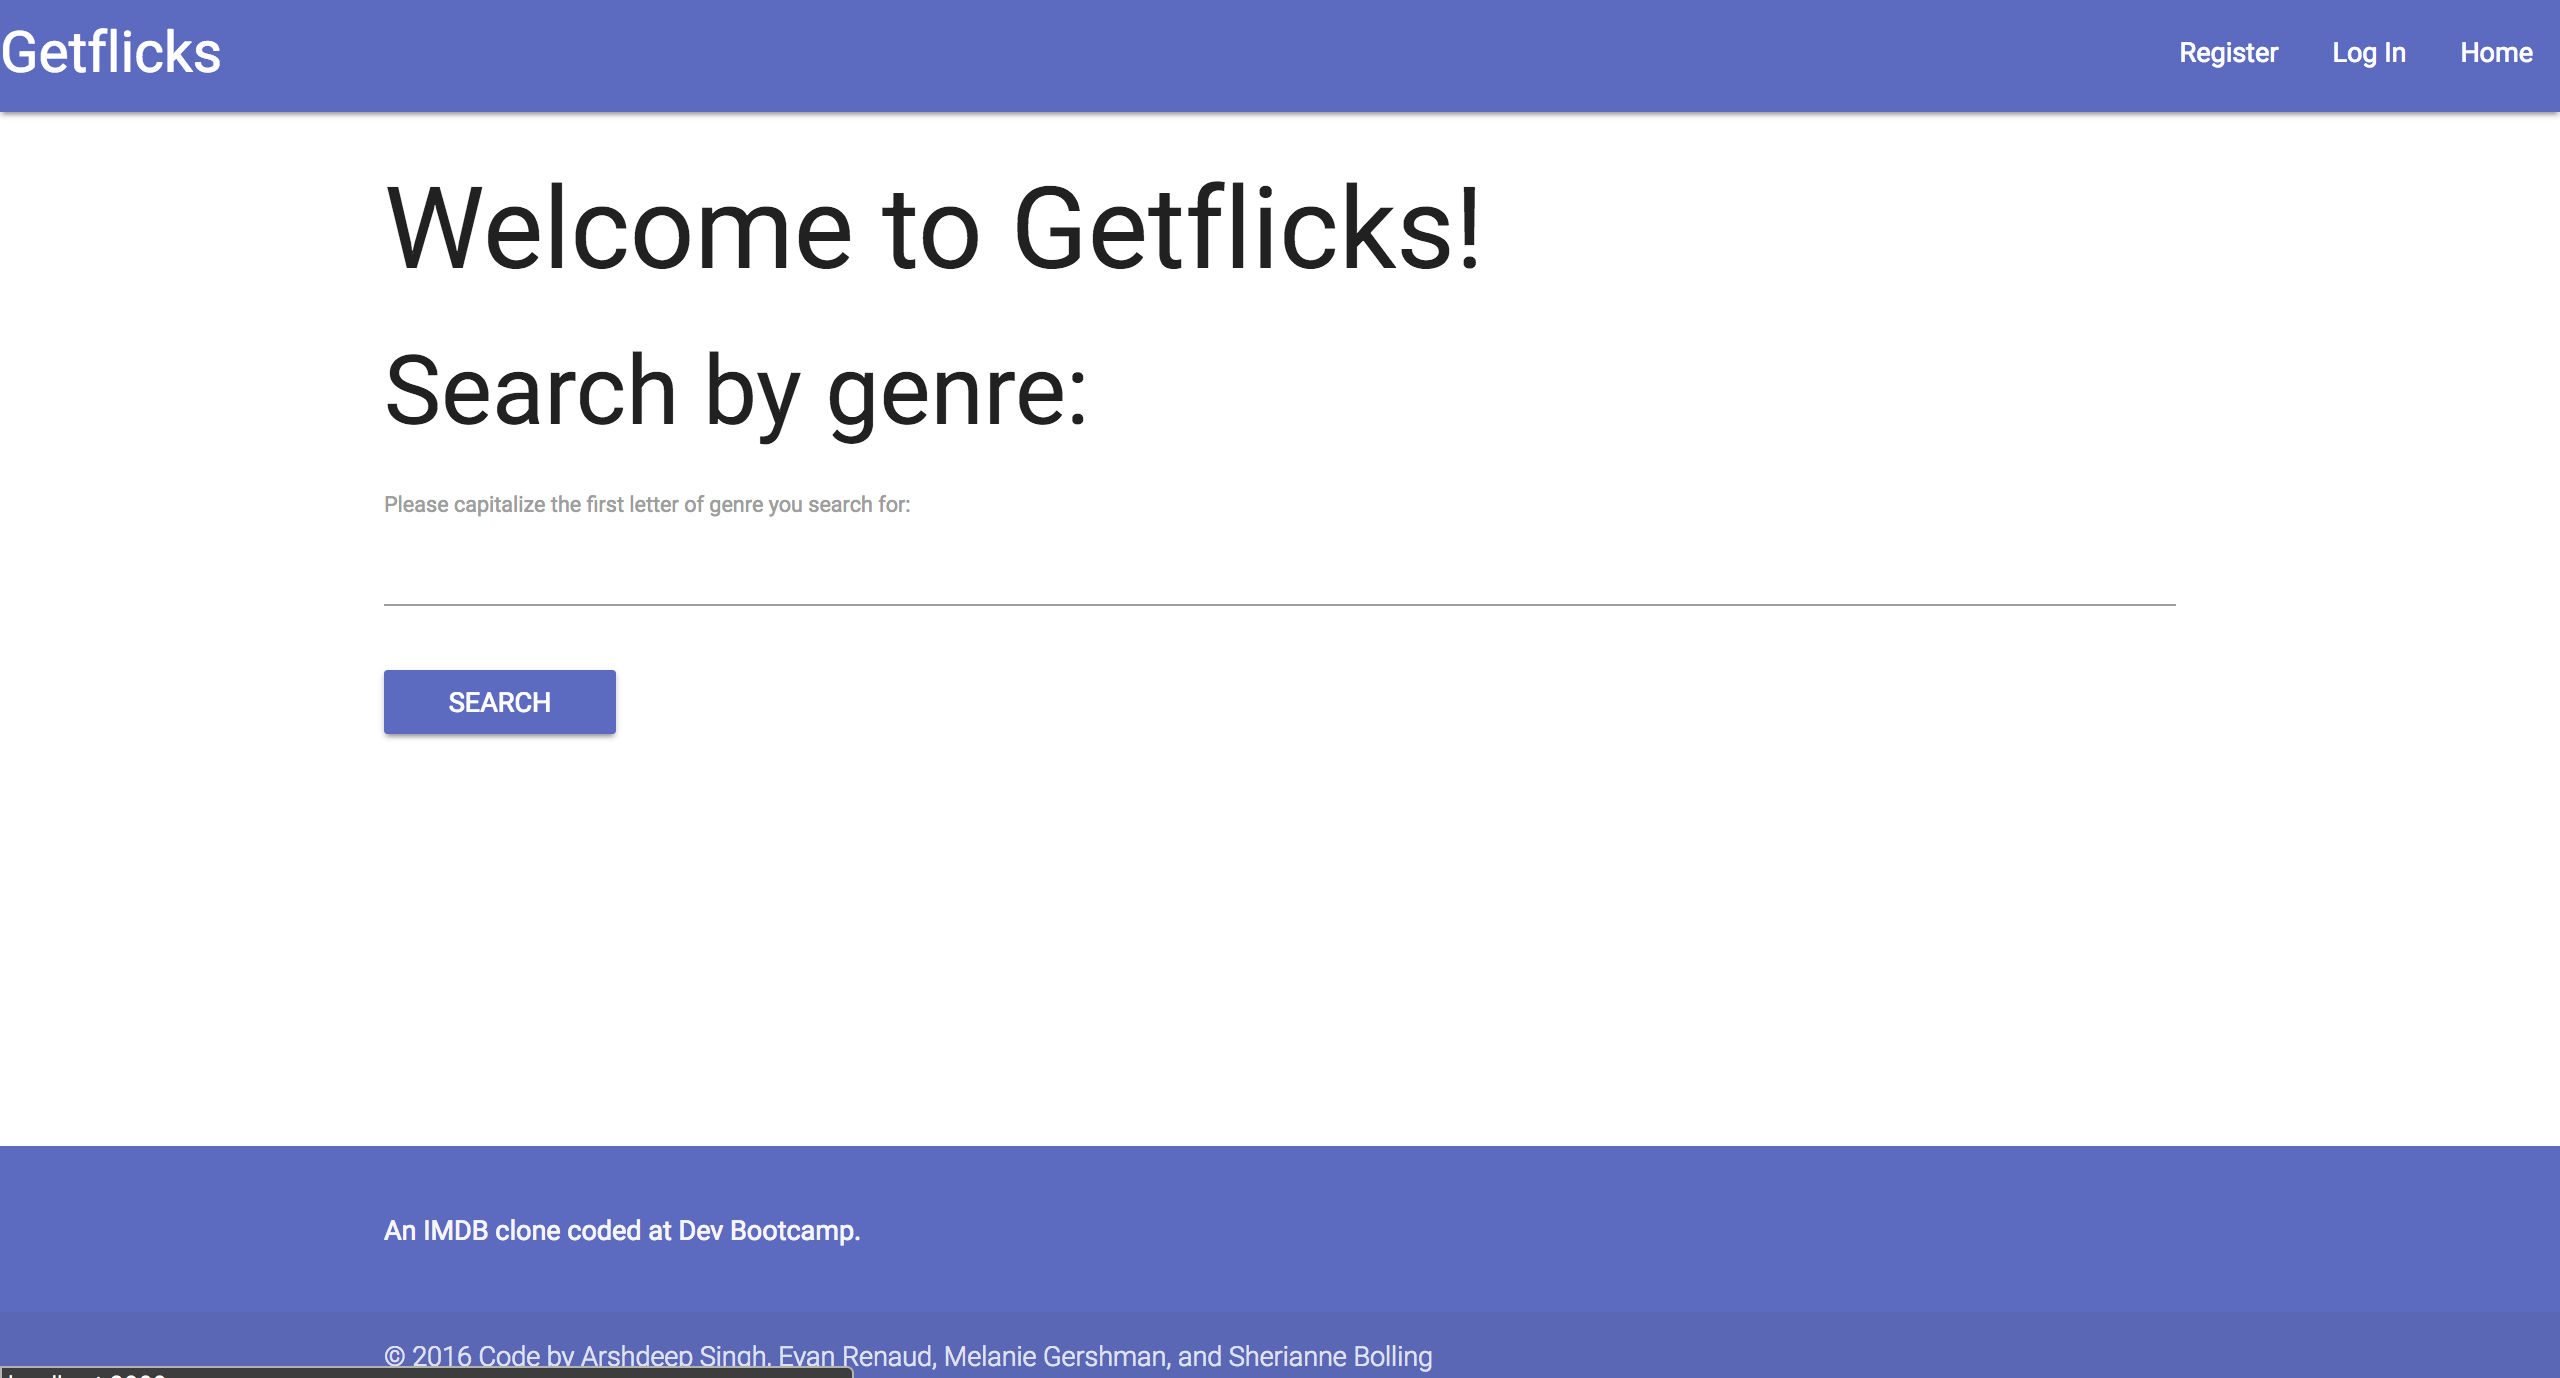 Getflicks
Register Log In Home
Welcome to Getflicks!
Search by genre:
Please capitalize the first letter of genre you search for:
SEARCH
An IMDB clone coded at Dev Bootcamp.
© 2016 Code by Arshdeep Singh, Evan Renaud, Melanie Gershman, and Sherianne Bolling